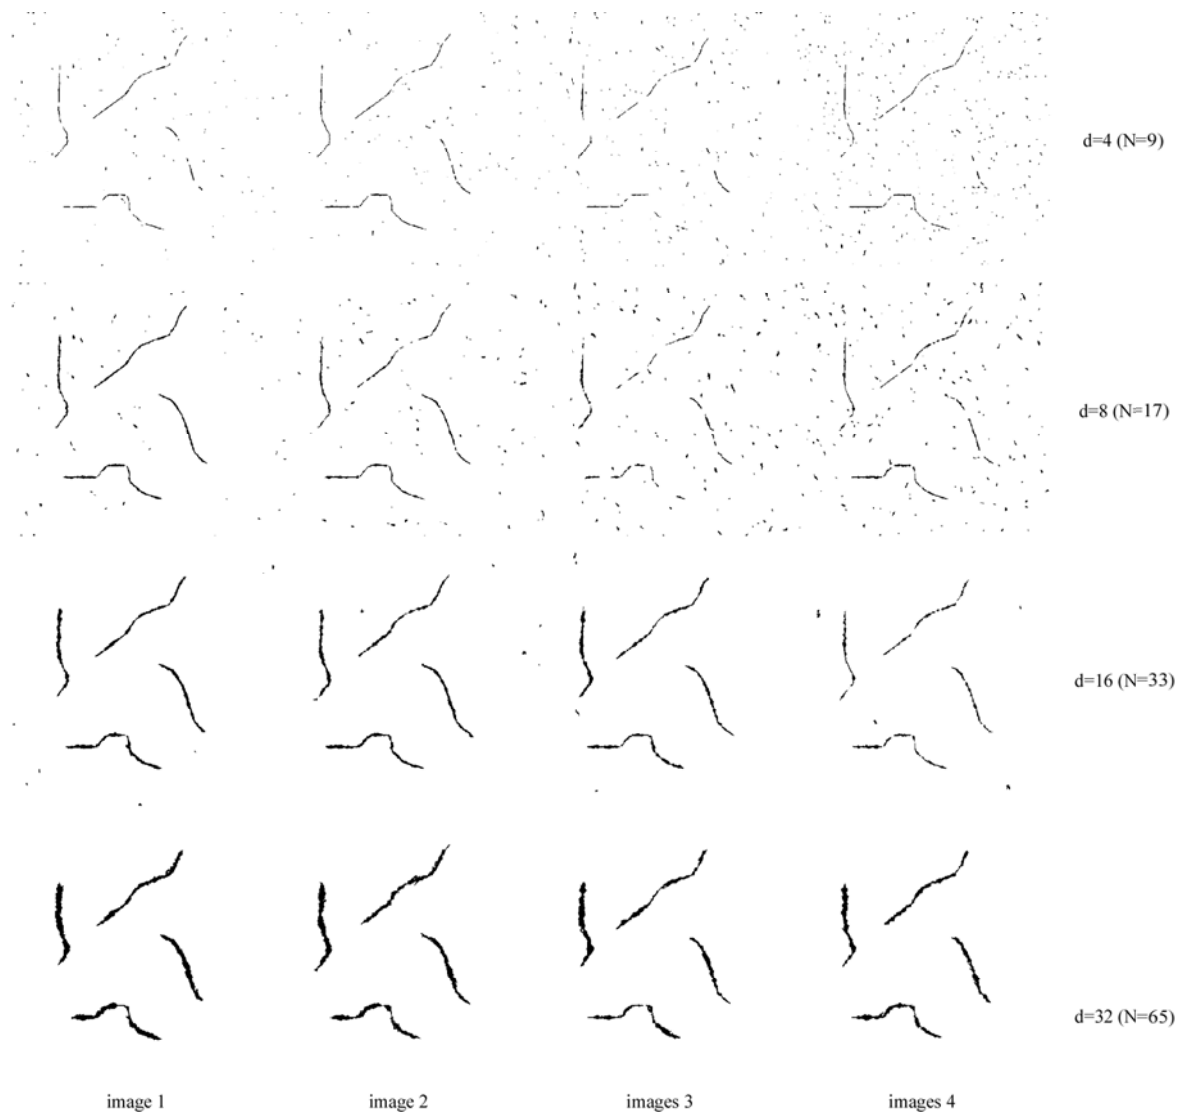 d=4 (N=9)
d=8 (N=17)
d=16 (N=33)
d=32 (N=65)
image 1 image 2 images 3 images 4